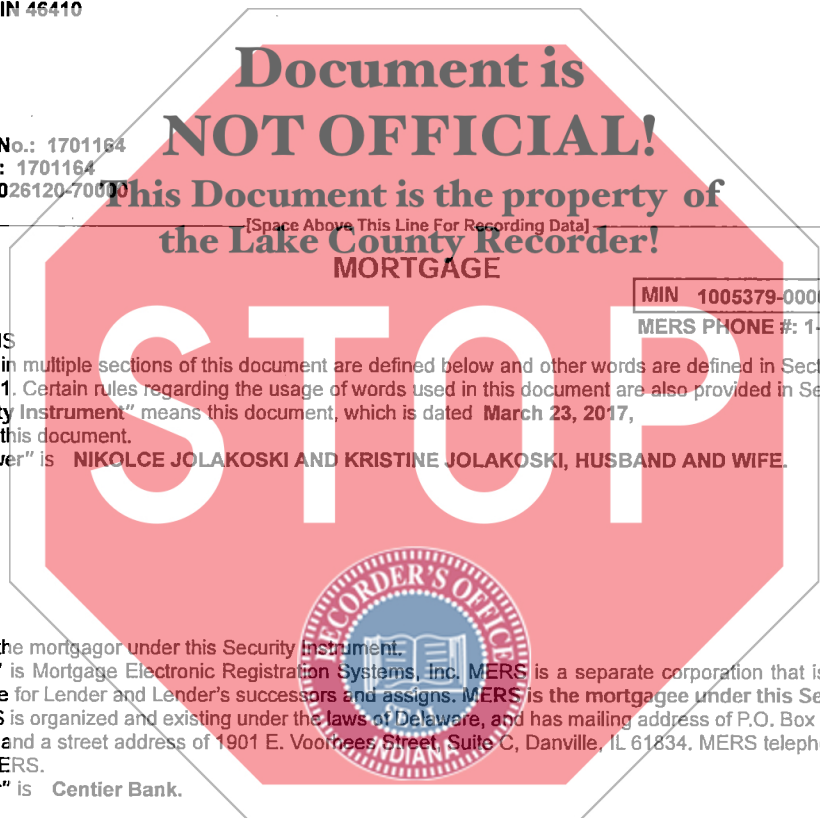 IN 46410
Document is
NOT OFFICIAL!
No.: 1701164
: 1701164
026120-70000
This Document is the property of
[Space Above This Line For Recording Data]
the Lake County Recorder!
MORTGAGE
MIN 1005379-000
MERS PHONE #: 1-
STOP
in multiple sections of this document are defined below and other words are defined in Sect
1. Certain rules regarding the usage of words used in this document are also provided in Se
ty Instrument" means this document, which is dated March 23, 2017,
this document.
er" is NIKOLCE JOLAKOSKI AND KRISTINE JOLAKOSKI, HUSBAND AND WIFE.
RECORDER'S OFFICE
the mortgagor under this Security Instrument.
" is Mortgage Electronic Registration Systems, Inc. MERS is a separate corporation that is
e for Lender and Lender's successors and assigns. MERS is the mortgagee under this Se
S is organized and existing under the laws of Delaware, and has mailing address of P.O. Box
and a street address of 1901 E. Voorhees Street, Suite C, Danville, IL 61834. MERS teleph
ERS.
INDIANA
" is Centier Bank.